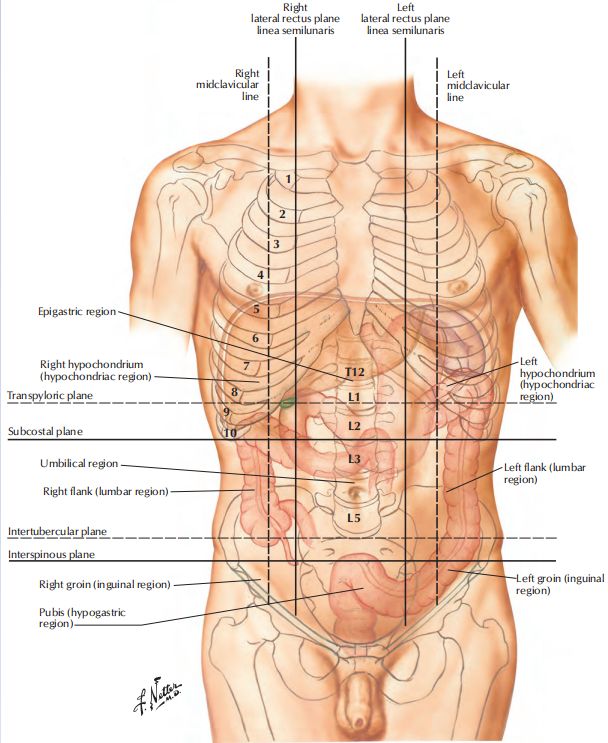 Right
lateral rectus plane
linea semilunaris
Left
lateral rectus plane
linea semilunaris
Right
midclavicular
line
Left
midclavicular
line
1
2
3
4
5
6
7
8
9
10
Epigastric region
Right hypochondrium
(hypochondriac region)
Transpyloric plane
Subcostal plane
Umbilical region
Right flank (lumbar region)
Intertubercular plane
Interspinous plane
Right groin (inguinal region)
Pubis (hypogastric
region)
T12
L1
L2
L3
L5
Left
hypochondrium
(hypochondriac
region)
Left flank (lumbar
region)
Left groin (inguinal
region)
F. Netter
M.D.